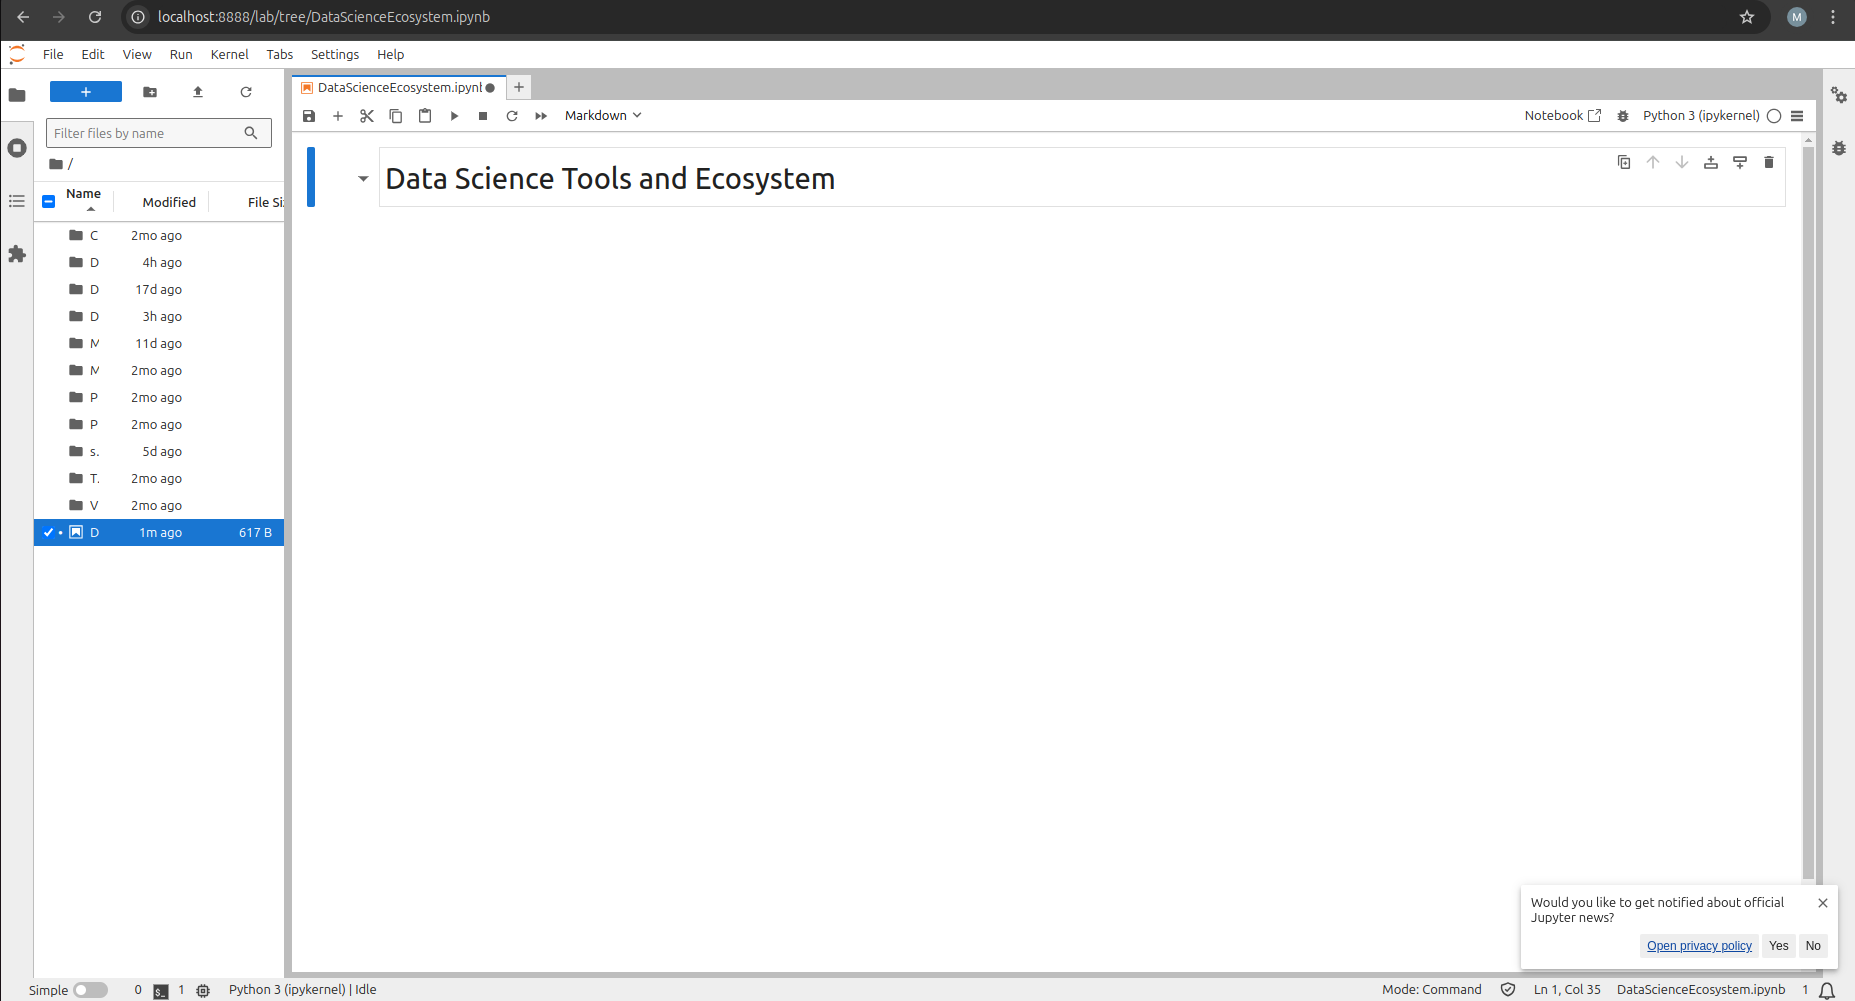 localhost:8888/lab/tree/DataScienceEcosystem.ipynb
M
File Edit View Run Kernel Tabs Settings Help
DataScienceEcosystem.ipynb
Markdown
Notebook
Python 3 (ipykernel)
Filter files by name
/
Name Modified File Si
C 2mo ago
D 4h ago
D 17d ago
D 3h ago
M 11d ago
M 2mo ago
P 2mo ago
P 2mo ago
s. 5d ago
T. 2mo ago
V 2mo ago
D 1m ago 617 B
Data Science Tools and Ecosystem
Would you like to get notified about official
Jupyter news?
Open privacy policy Yes No
Simple 0 $_ 1 Python 3 (ipykernel) | Idle Mode: Command Ln 1, Col 35 DataScienceEcosystem.ipynb 1